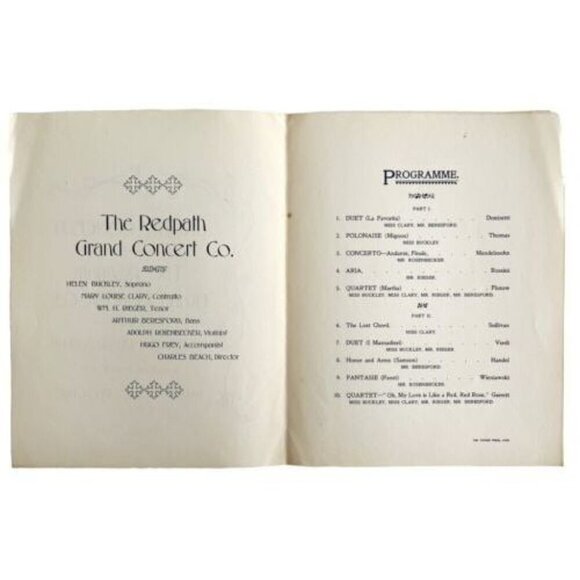 The Redpath
Grand Concert Co.
HELEN BUCKLEY, Soprano
MARY LOUISE CLARY, Contralto
WM. H. RIEGER, Tenor
ARTHUR BERESFORD, Bass
ADOLPH ROSENBECKER, Violinist
HUGO FREY, Accompanist
CHARLES BEACH, Director
PROGRAMME.
PART I.
1. DUET (La Favorita) Donizetti
MISS CLARY, MR. BERESFORD.
2. POLONAISE (Mignon) Thomas
MISS BUCKLEY
3. CONCERTO—Andante, Finale, Mendelssohn
MR. ROSENBECKER
4. ARIA, Rossini
MR. RIEGER.
5. QUARTET (Martha) Flotow
MISS BUCKLEY, MISS CLARY, MR. RIEGER, MR. BERESFORD.
PART II.
6. The Lost Chord. Sullivan
MISS CLARY.
7. DUET (I Masnadieri) Verdi
MISS BUCKLEY, MR. RIEGER
8. Honor and Arms (Samson) Handel
MR. BERESFORD
9. FANTASIE (Faust) Wieniawski
MR. ROSENBECKER
10. QUARTET—"Oh, My Love is Like a Red, Red Rose," Garrett
MISS BUCKLEY, MISS CLARY, MR. RIEGER, MR. BERESFORD